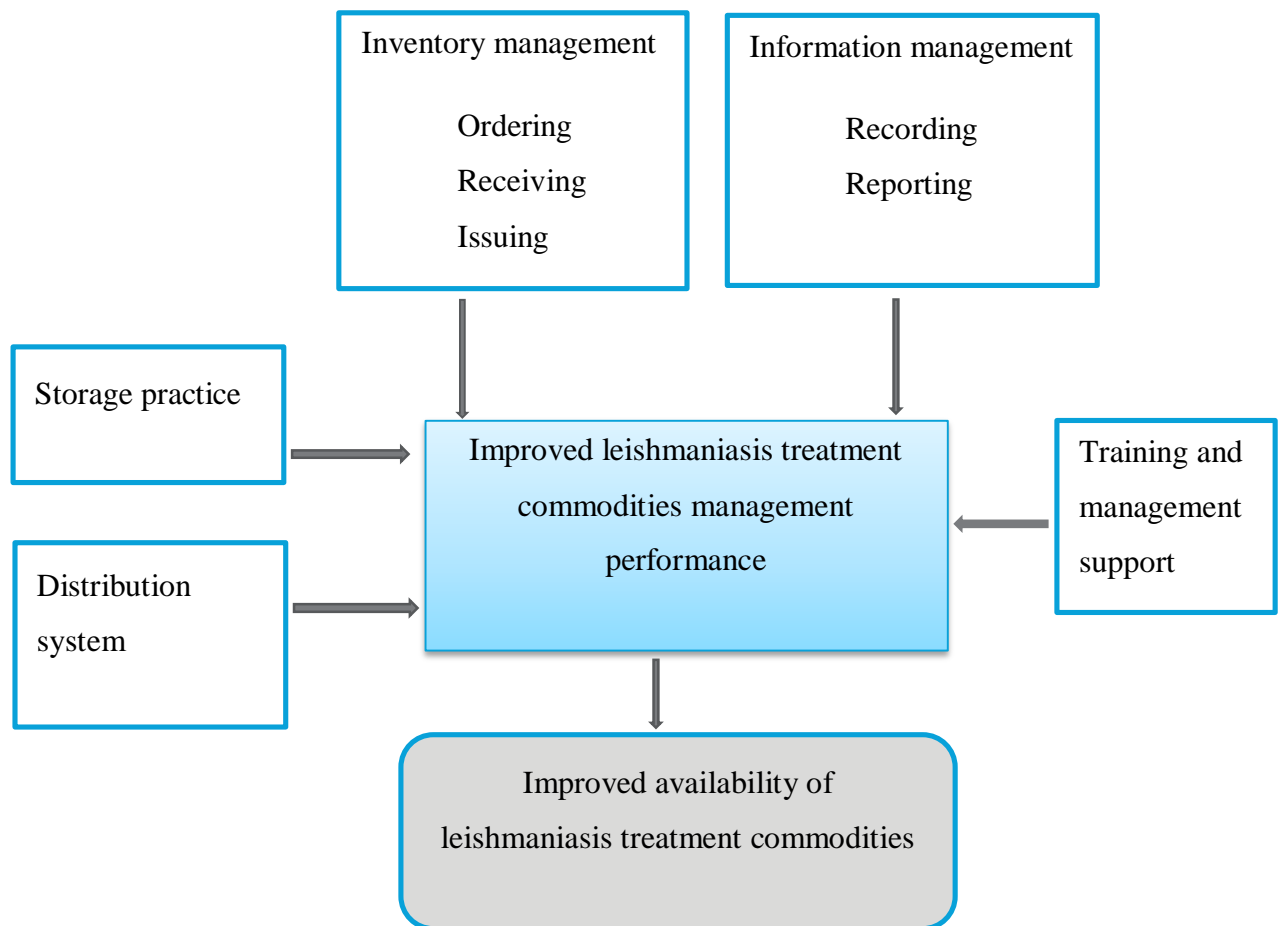 Inventory management
Ordering
Receiving
Issuing
Information management
Recording
Reporting
Storage practice
Distribution
system
Improved leishmaniasis treatment
commodities management
performance
Training and
management
support
Improved availability of
leishmaniasis treatment commodities